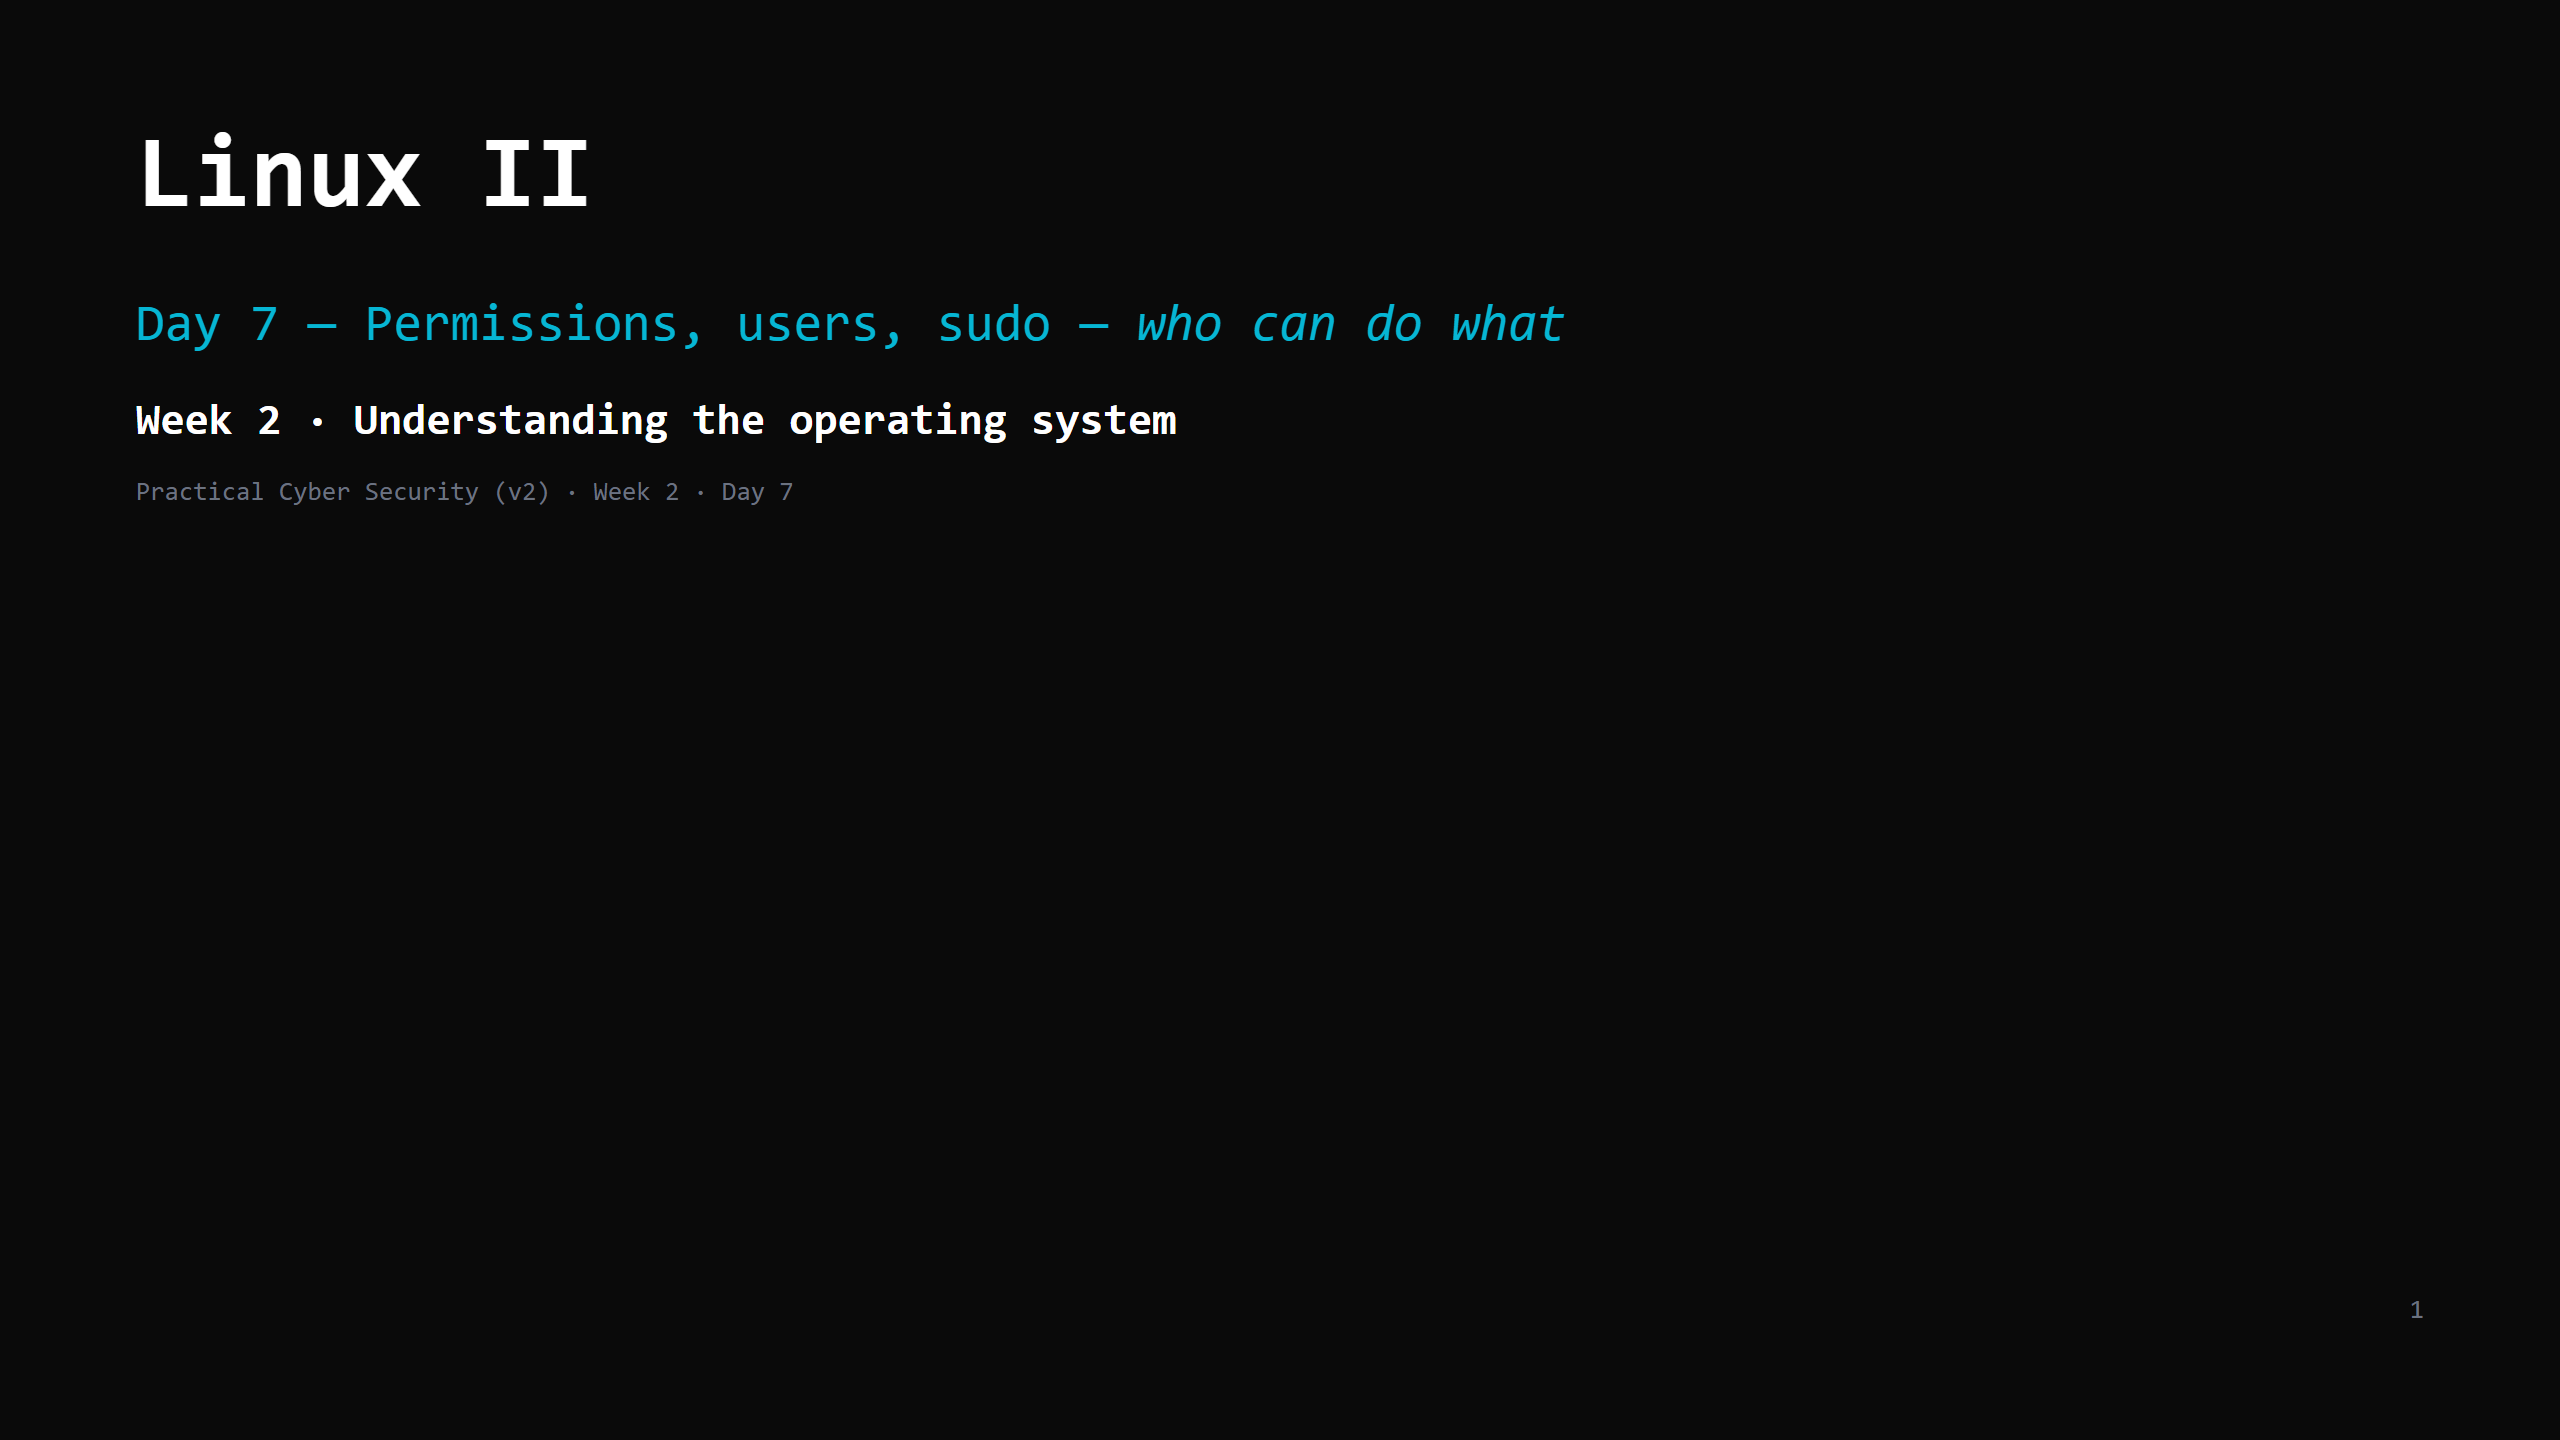 Linux II
Day 7 — Permissions, users, sudo — who can do what
Week 2 · Understanding the operating system
Practical Cyber Security (v2) · Week 2 · Day 7
1